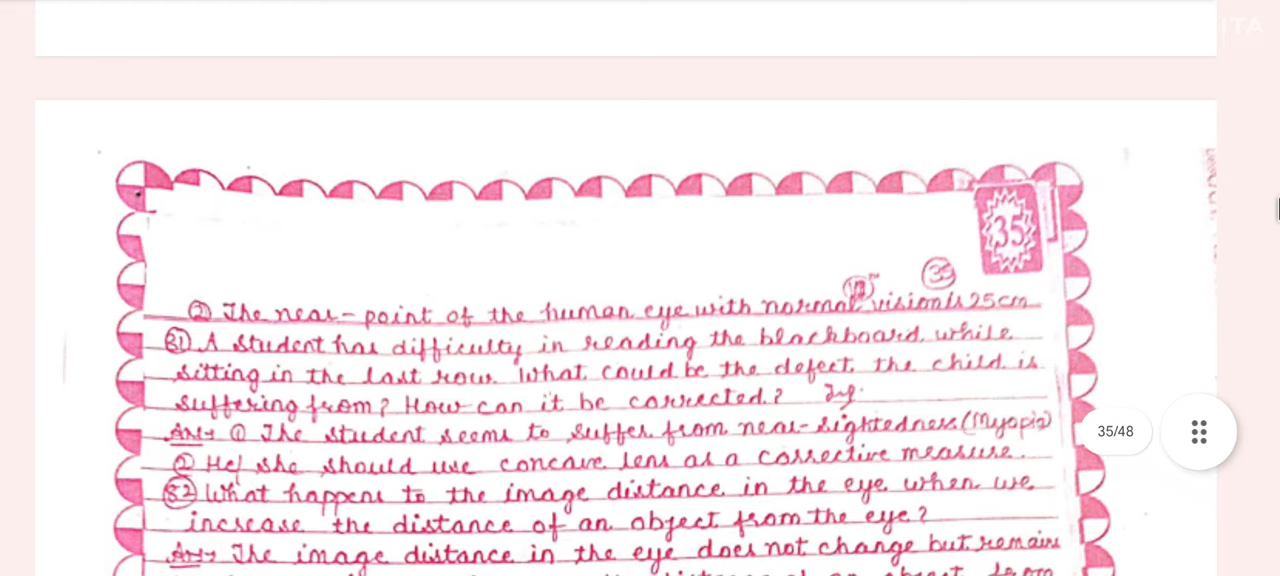 ITA
35
35
② The near-point of the human eye with normal vision is 25cm
31) A student has difficulty in reading the blackboard while
sitting in the last row. What could be the defect the child is
suffering from? How can it be corrected?
Ans→ ① The student seems to suffer from near-sightedness (Myopia)
② He/she should use concave lens as a corrective measure.
32) What happens to the image distance in the eye when we
increase the distance of an object from the eye?
Ans→ The image distance in the eye does not change but remains
35/48